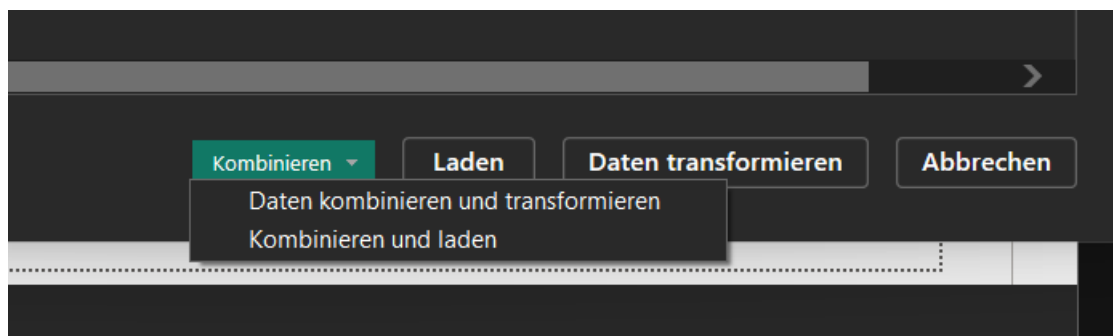 Kombinieren
Laden
Daten transformieren
Abbrechen
Daten kombinieren und transformieren
Kombinieren und laden